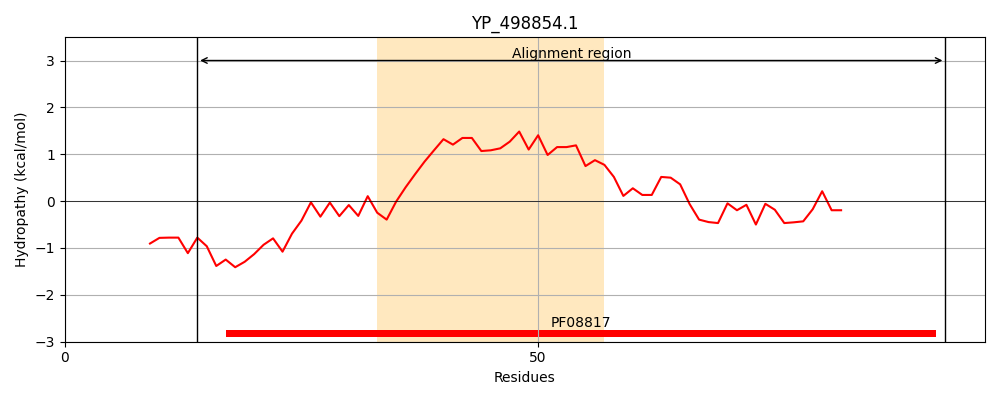 YP_498854.1
Alignment region
3
2
1
0
−1
−2
−3
Hydropathy (kcal/mol)
PF08817
0
50
Residues